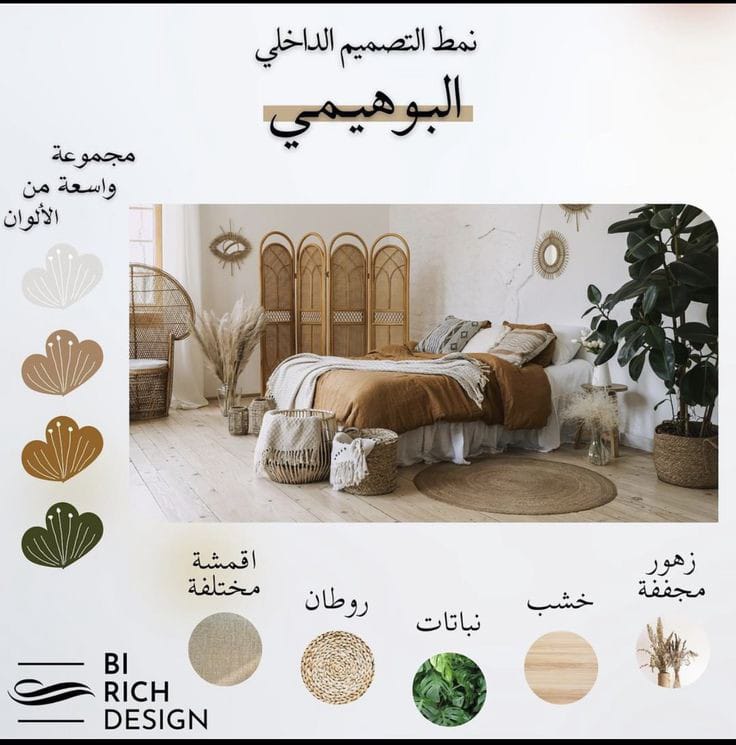 نمط التصميم الداخلي
البوهيمي
مجموعة
واسعة من
الألوان
زهور
مجففة
خشب
نباتات
روطان
اقمشة
مختلفة
BI
RICH
DESIGN